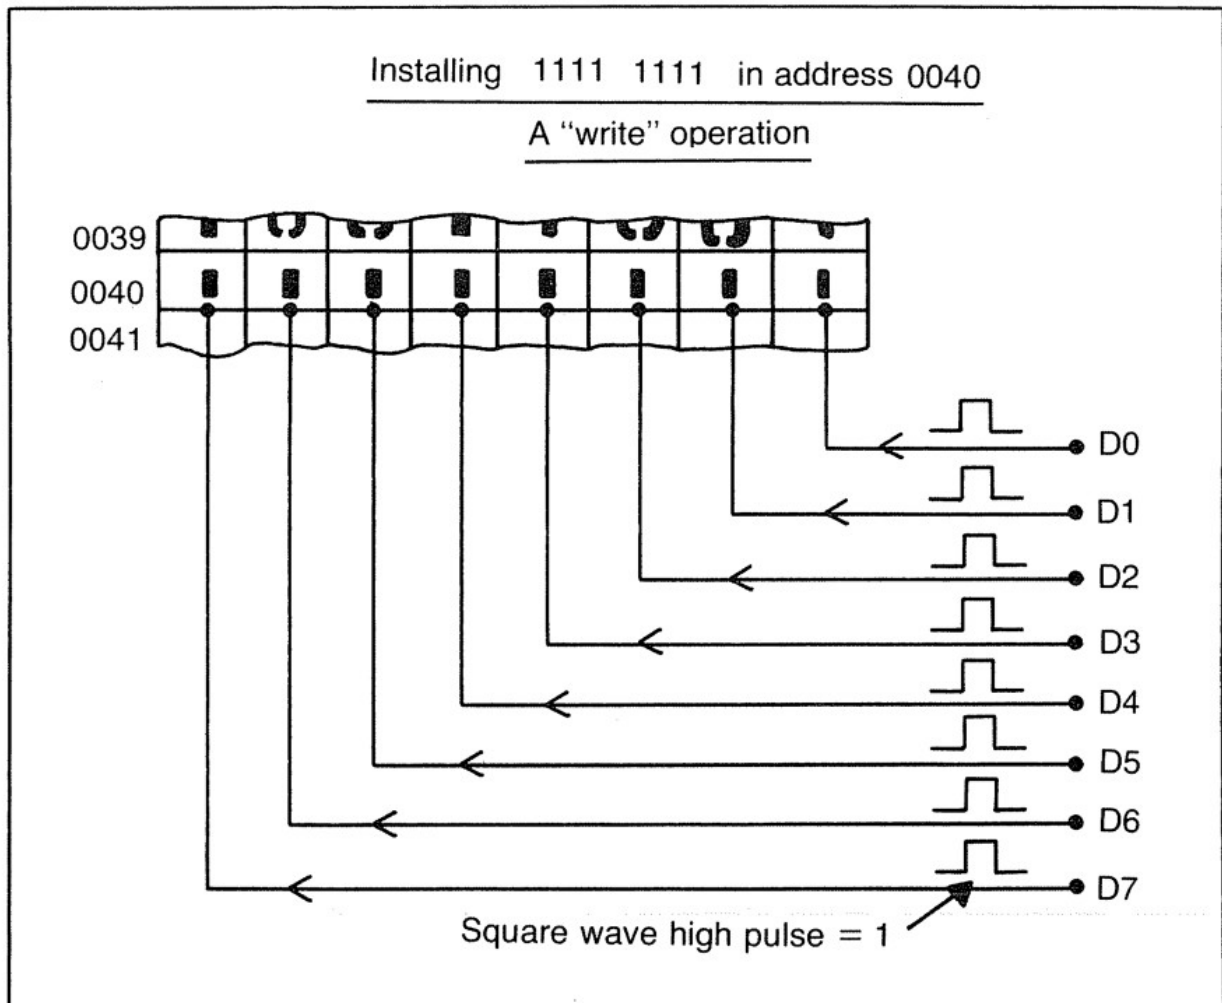 Installing 1111 1111 in address 0040
A “write” operation
0039
0040
0041
D0
D1
D2
D3
D4
D5
D6
D7
Square wave high pulse = 1